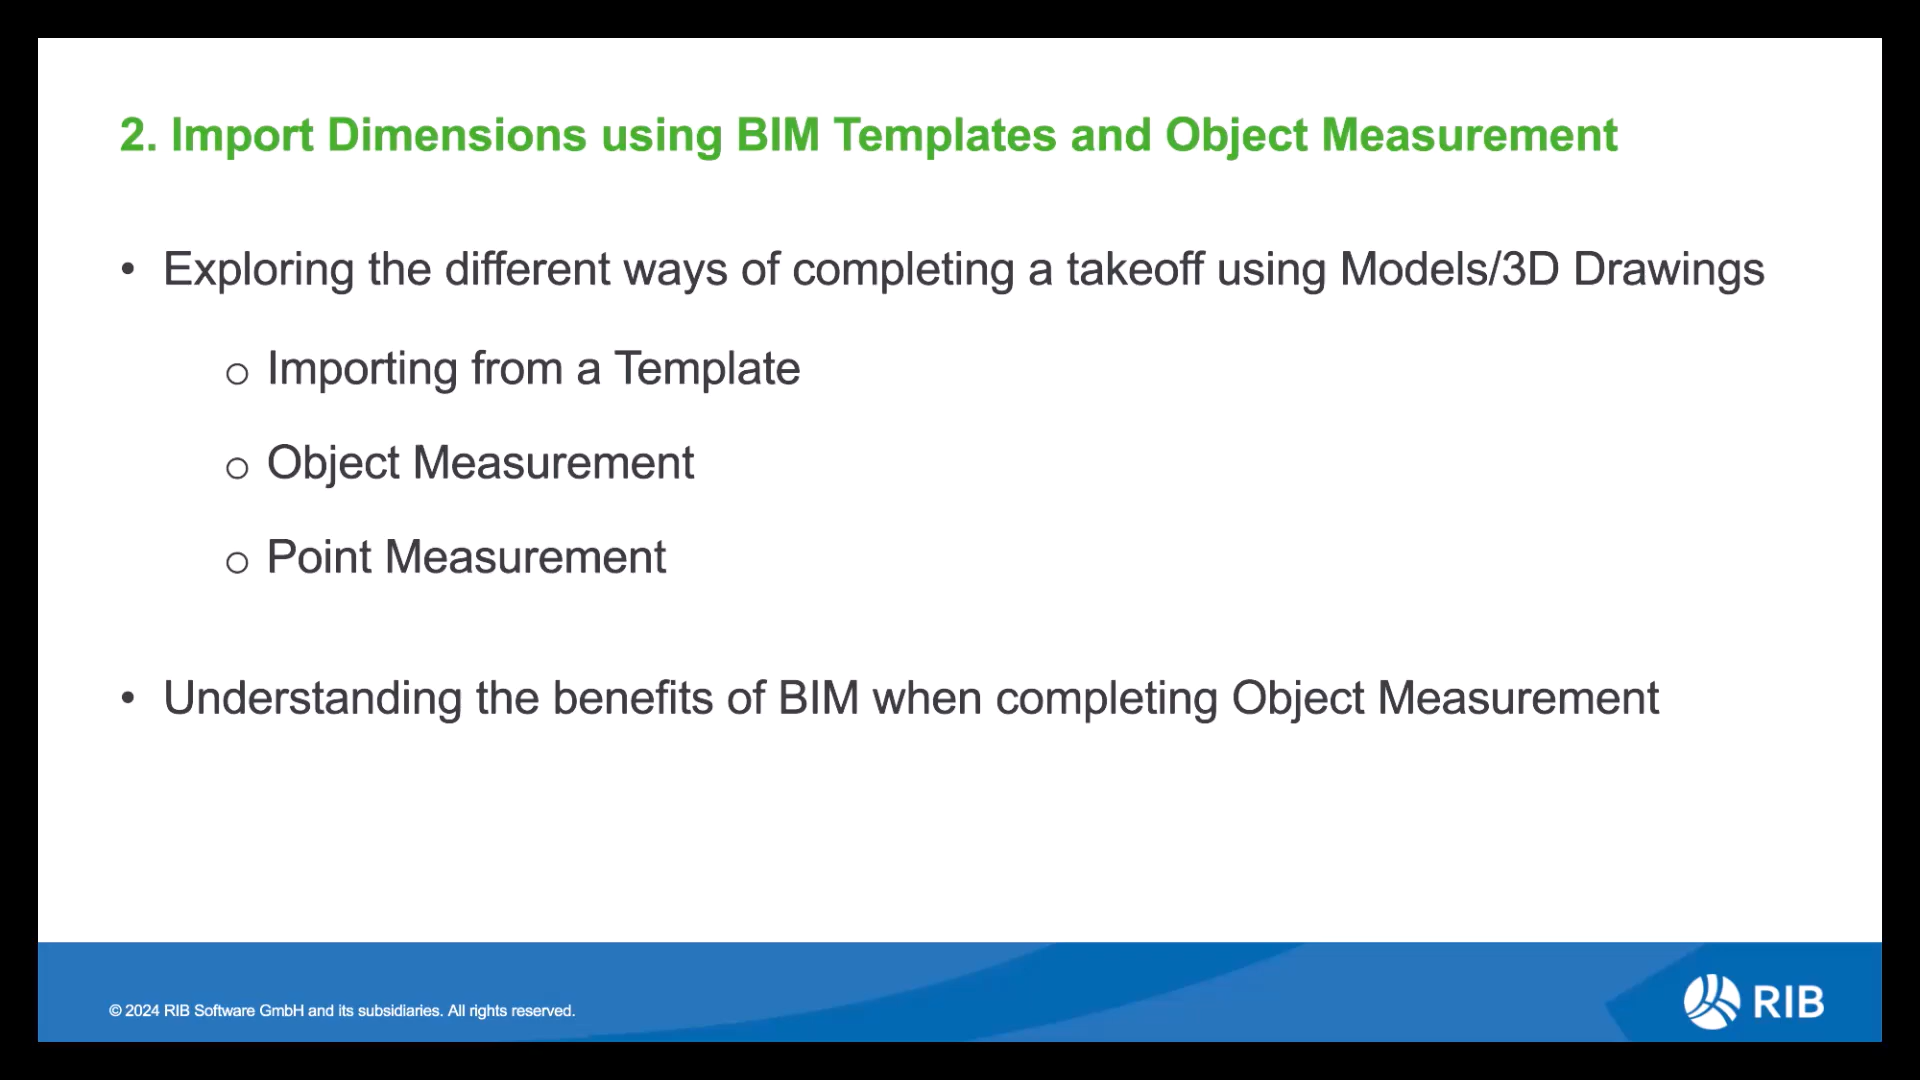 2. Import Dimensions using BIM Templates and Object Measurement
• Exploring the different ways of completing a takeoff using Models/3D Drawings
o Importing from a Template
o Object Measurement
o Point Measurement
• Understanding the benefits of BIM when completing Object Measurement
© 2024 RIB Software GmbH and its subsidiaries. All rights reserved.
RIB